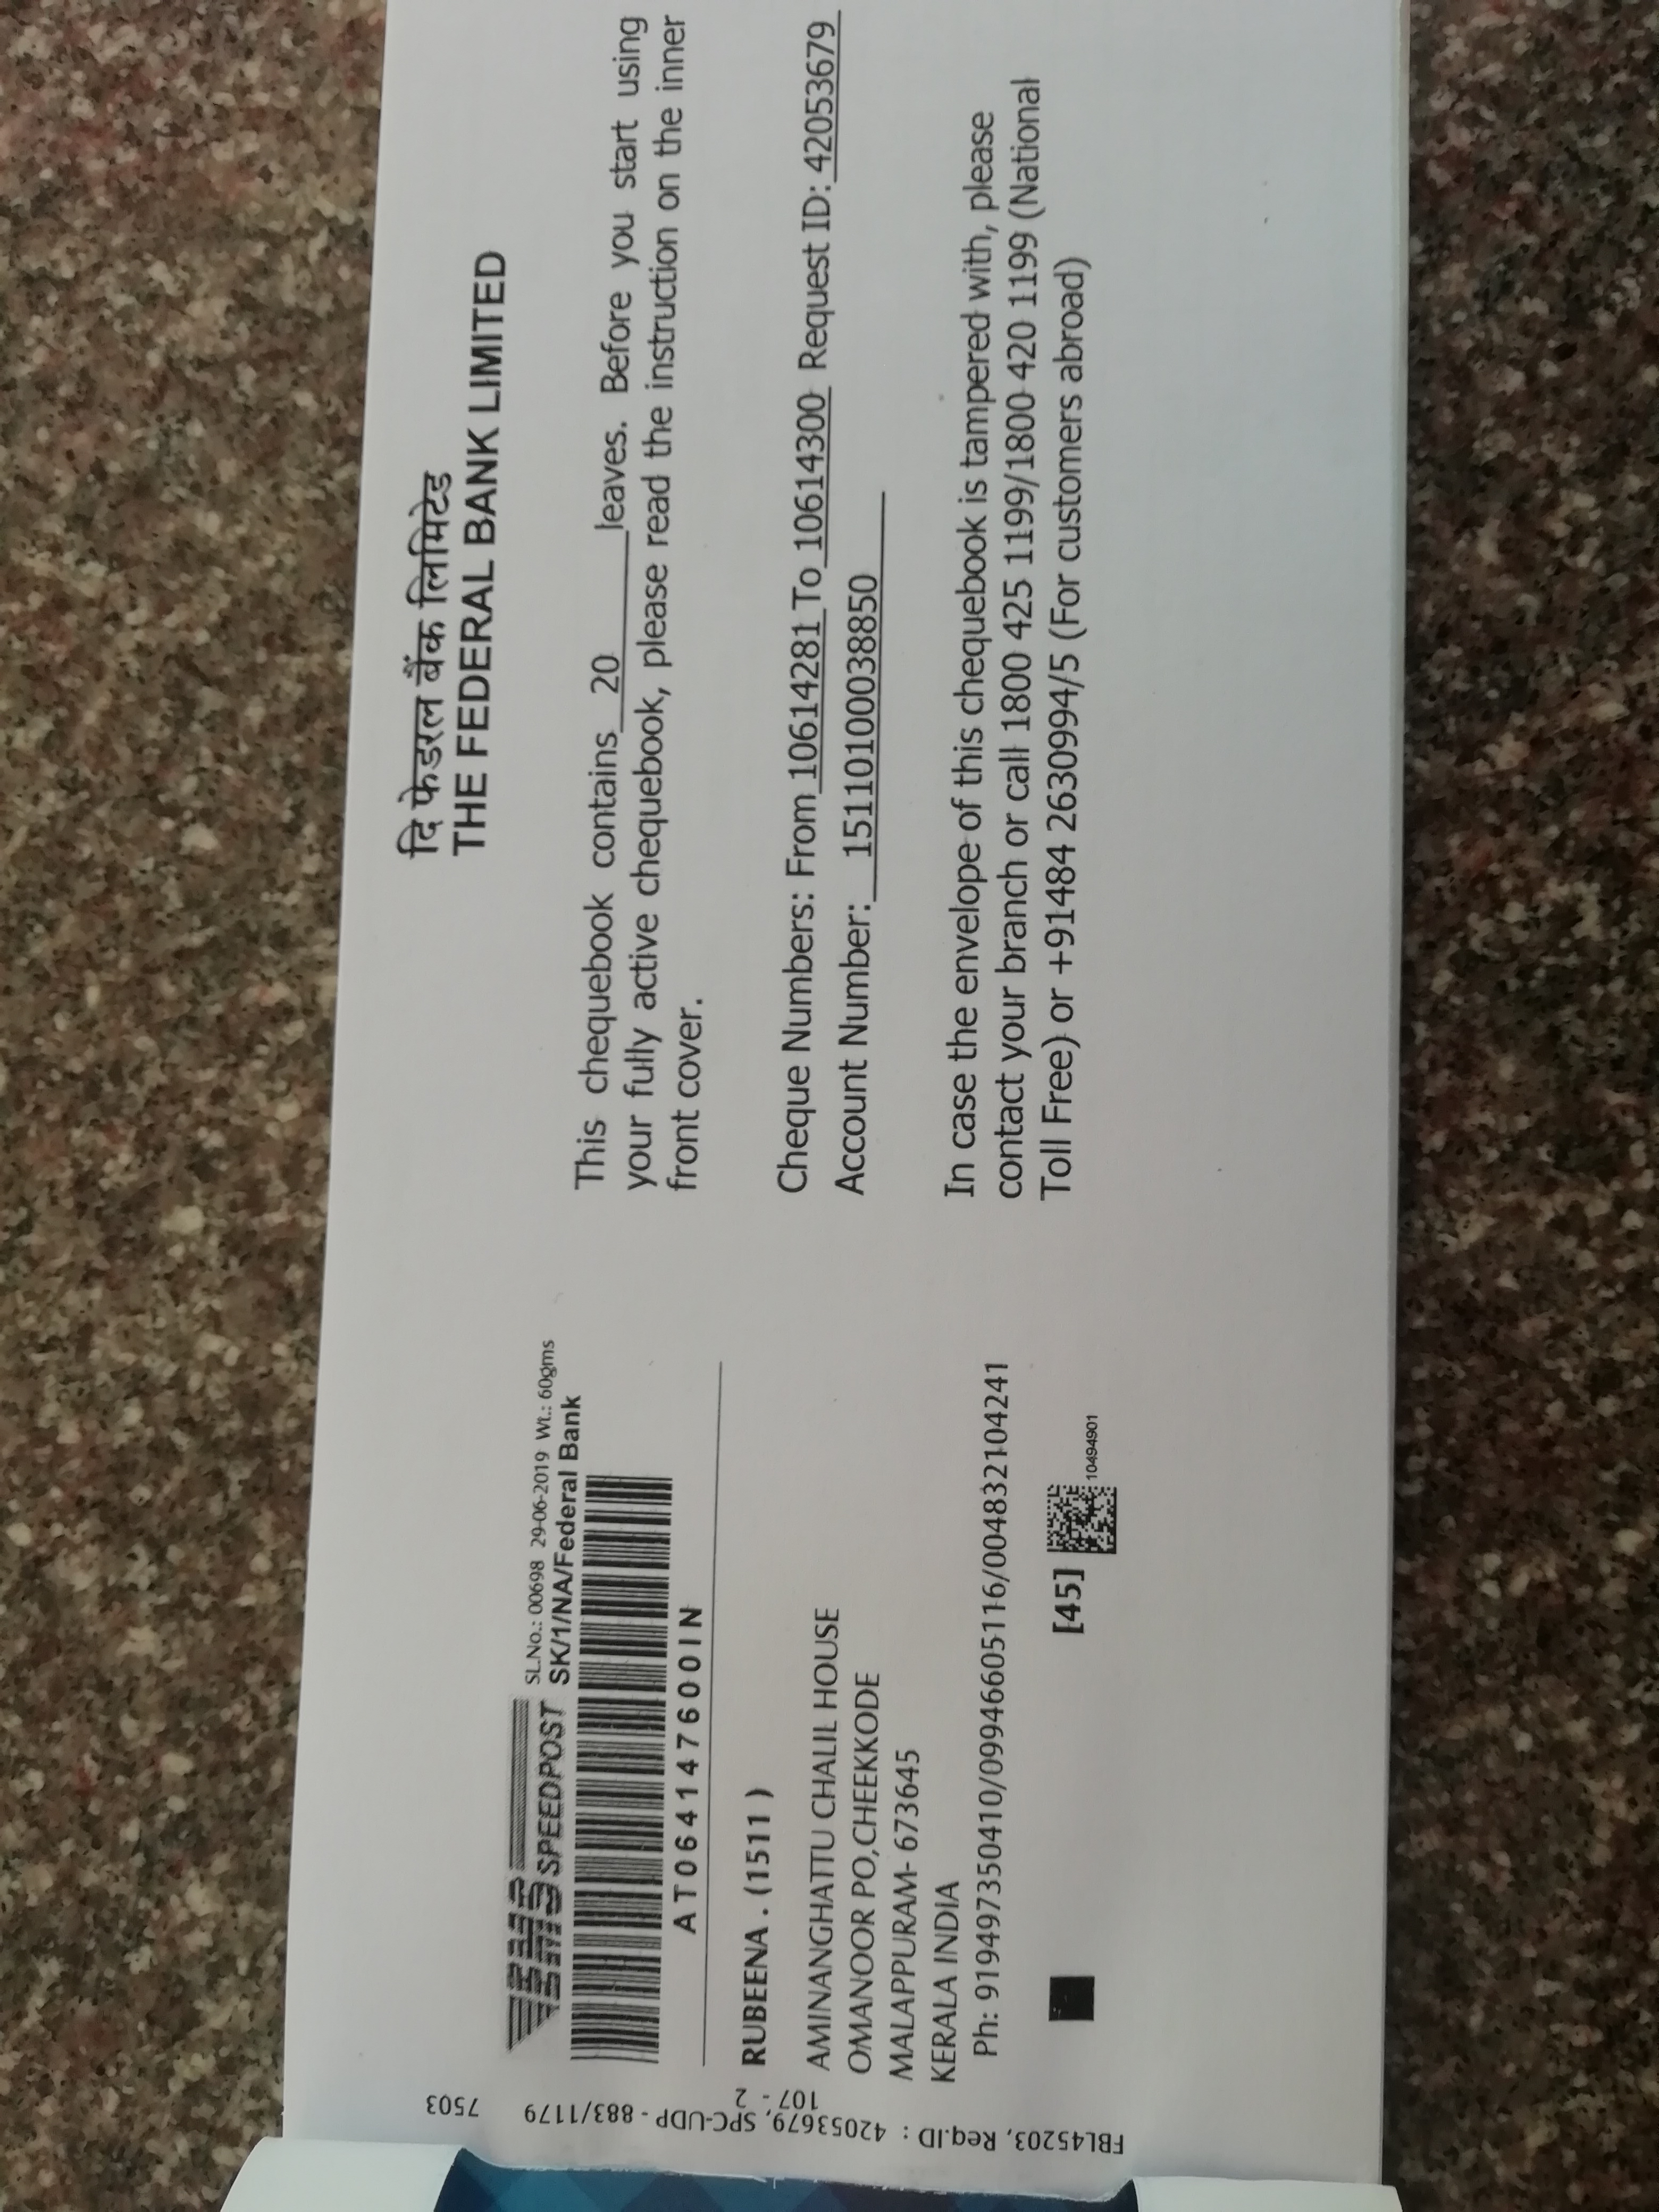 दि फेडरल बैंक लिमिटेड
THE FEDERAL BANK LIMITED
This chequebook contains 20 leaves. Before you start using
your fully active chequebook, please read the instruction on the inner
front cover.
Cheque Numbers: From 10614281 To 10614300 Request ID: 42053679
Account Number: 15110100038850
In case the envelope of this chequebook is tampered with, please
contact your branch or call 1800 425 1199/1800 420 1199 (National
Toll Free) or +91484 2630994/5 (For customers abroad)
SL.No.: 00698 29-06-2019 Wt.: 60gms
EMS SPEEDPOST SK/1/NA/Federal Bank
AT064147600IN
RUBEENA . (1511 )
AMINANGHATTU CHALIL HOUSE
OMANOOR PO,CHEEKKODE
MALAPPURAM- 673645
KERALA INDIA
Ph: 919497350410/09946605116/004832104241
[45]
10494901
FBL45203, Req.ID : 42053679, SPC-UDP - 883/1179
107 - 2
7503